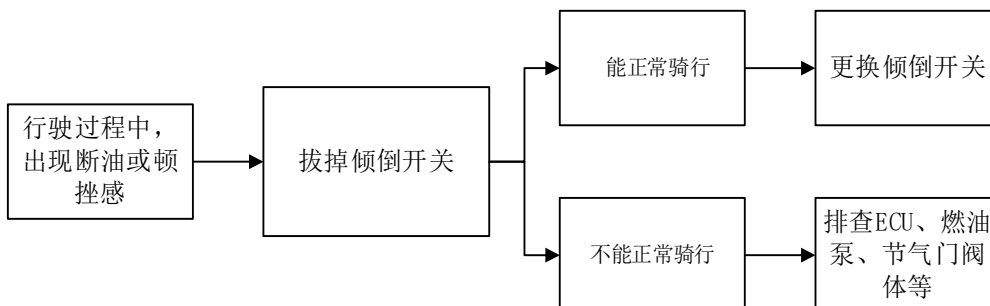 行驶过程中，
出现断油或顿
挫感
拔掉倾倒开关
能正常骑行
更换倾倒开关
不能正常骑行
排查ECU、燃油
泵、节气门阀
体等